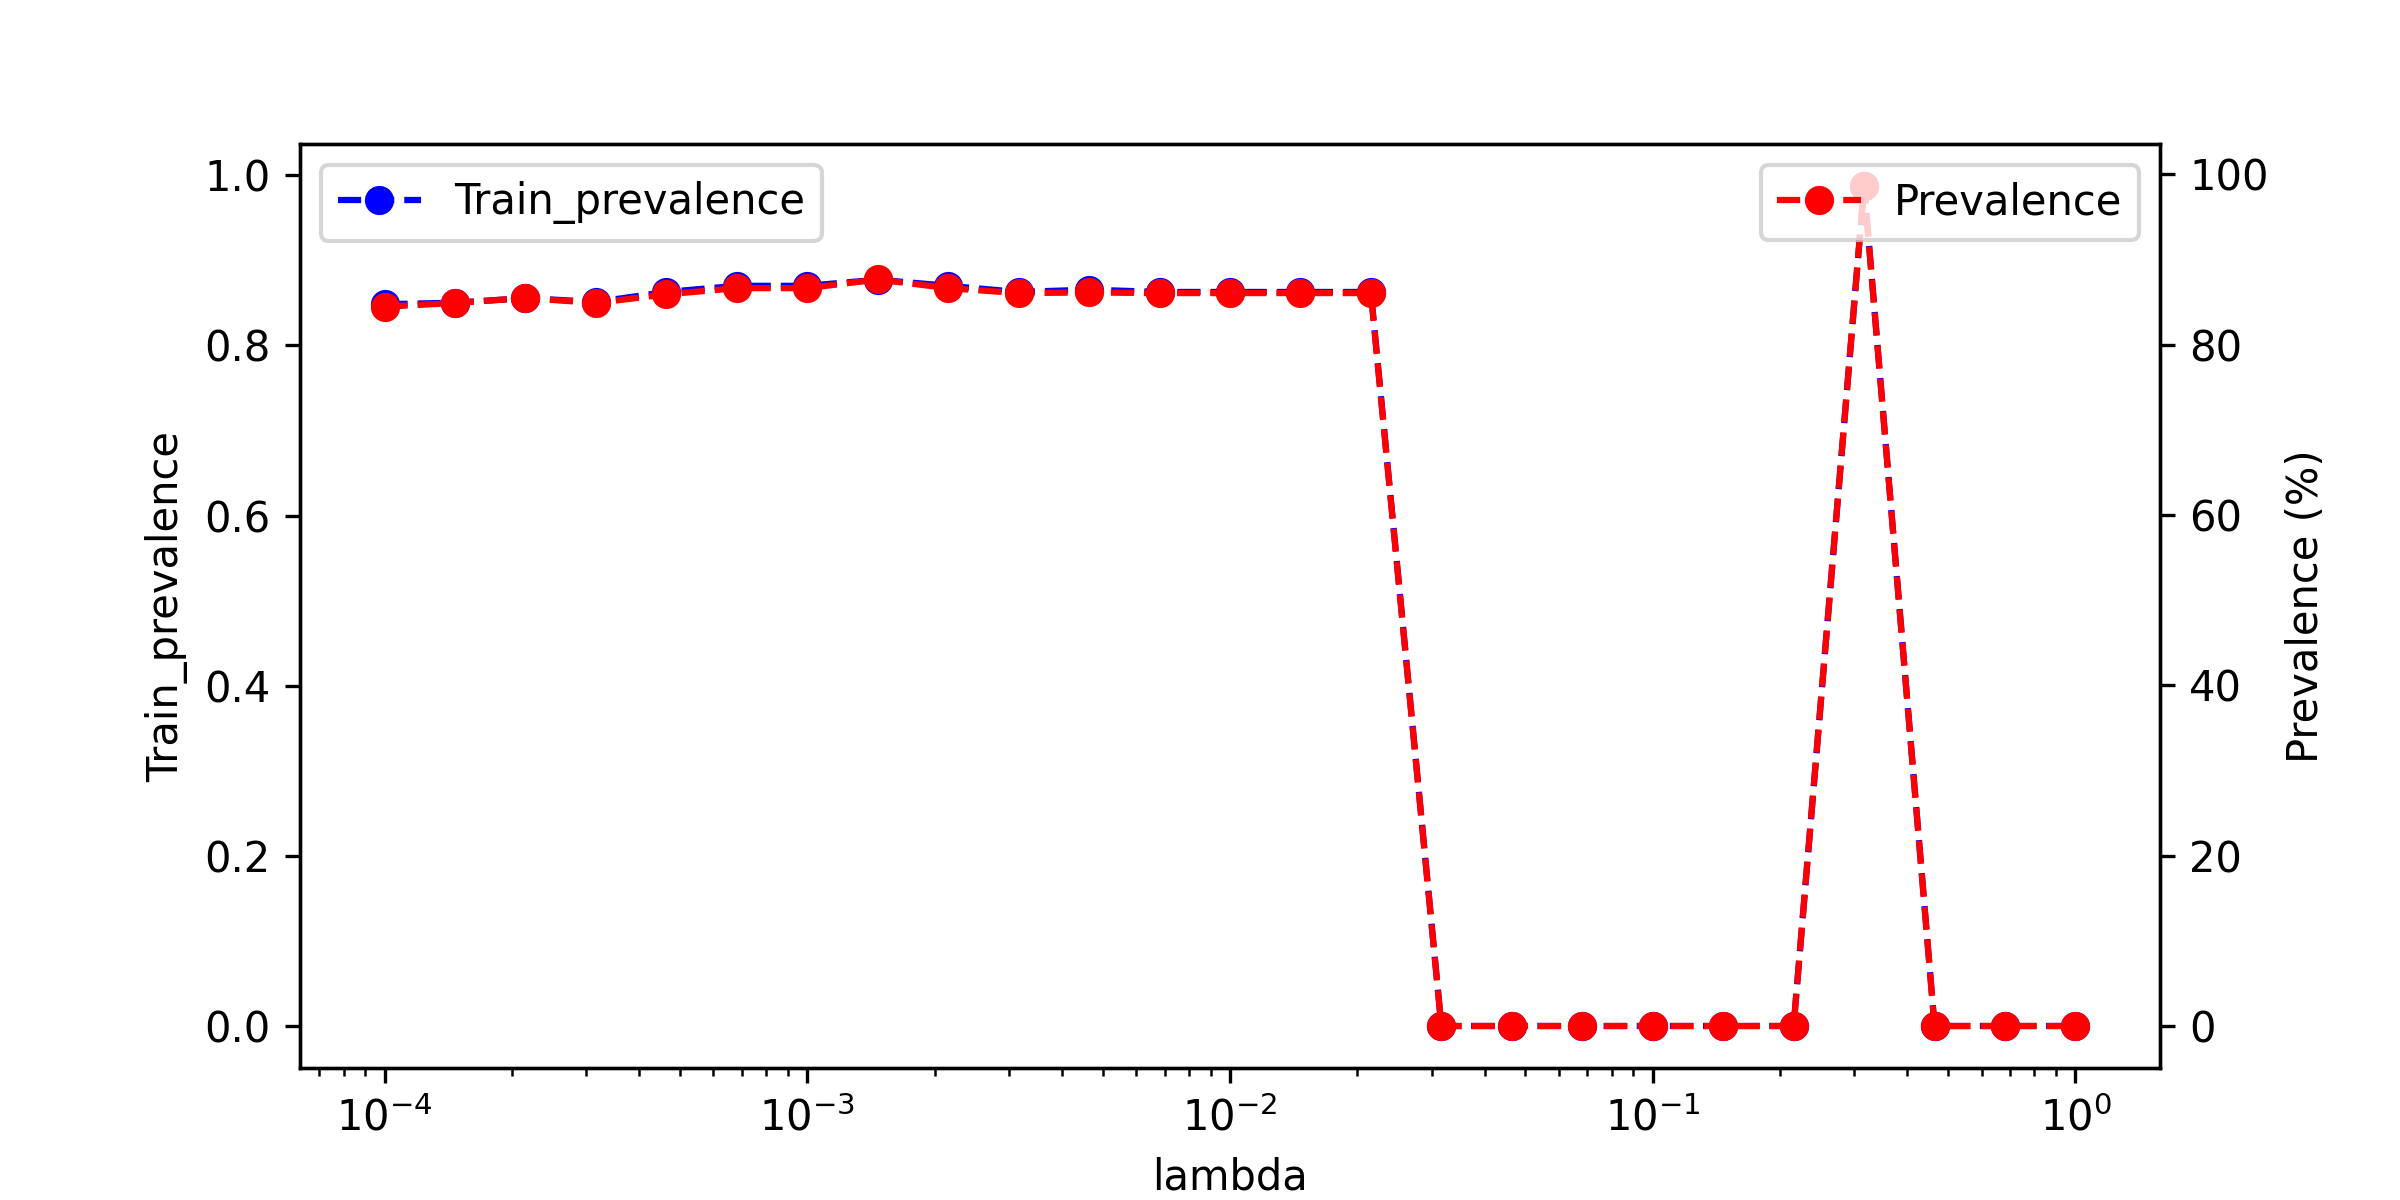 Train_prevalence
Prevalence
1.0
0.8
0.6
0.4
0.2
0.0
Train_prevalence
100
80
60
40
20
0
Prevalence (%)
10⁻⁴ 10⁻³ 10⁻² 10⁻¹ 10⁰
lambda